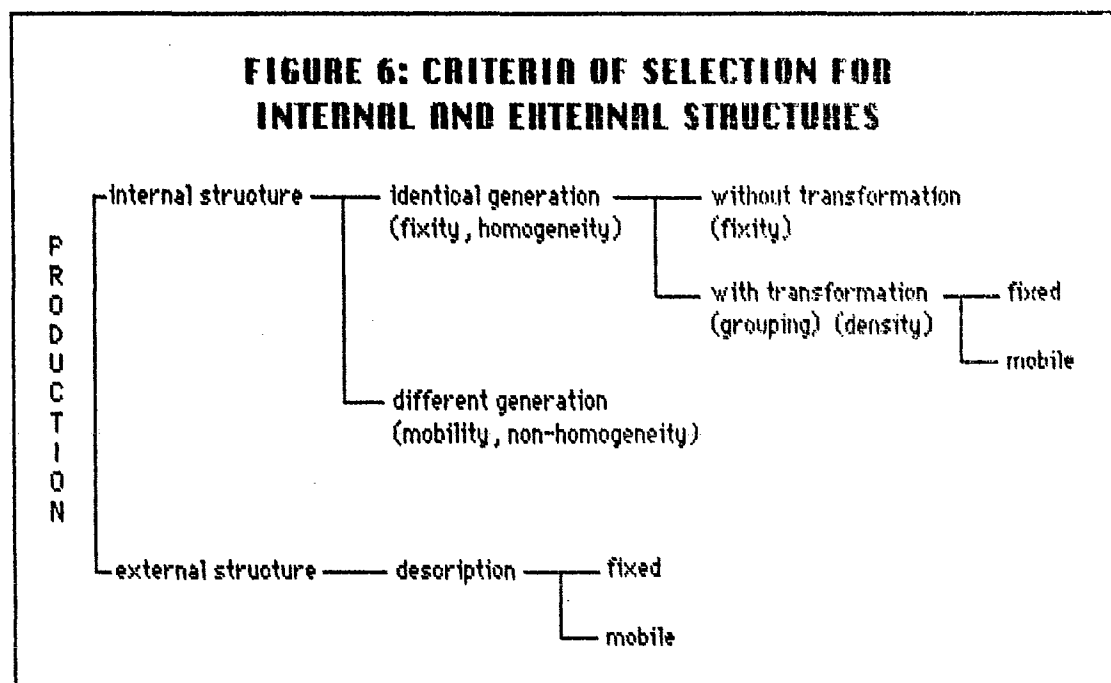 FIGURE 6: CRITERIA OF SELECTION FOR
INTERNAL AND EXTERNAL STRUCTURES
PRODUCTION
internal structure
identical generation
(fixity, homogeneity)
without transformation
(fixity)
with transformation
(grouping) (density)
fixed
mobile
different generation
(mobility, non-homogeneity)
external structure
description
fixed
mobile